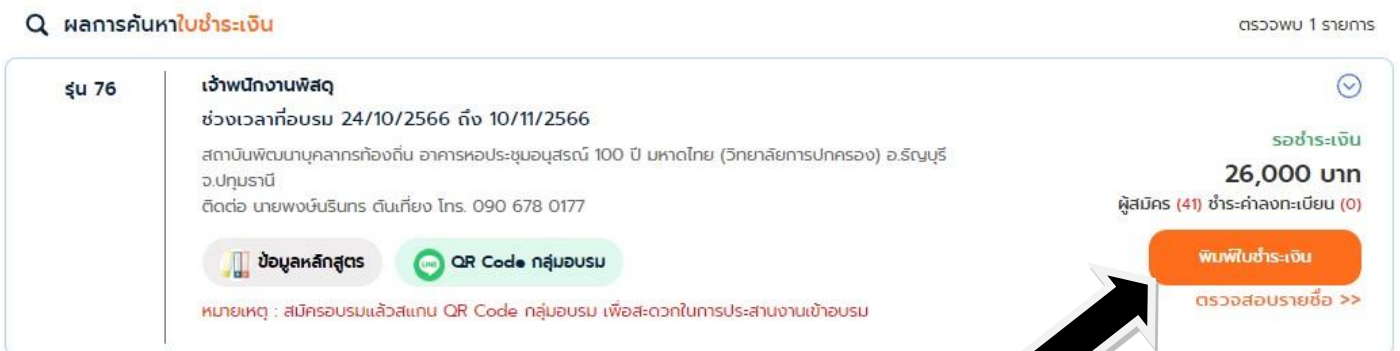 ผลการค้นหาใบชำระเงิน
ตรวจพบ 1 รายการ
รุ่น 76
เจ้าพนักงานพัสดุ
ช่วงเวลาที่อบรม 24/10/2566 ถึง 10/11/2566
สถาบันพัฒนาบุคลากรท้องถิ่น อาคารหอประชุมอนุสรณ์ 100 ปี มหาดไทย (วิทยาลัยการปกครอง) อ.ธัญบุรี
จ.ปทุมธานี
ติดต่อ นายพงษ์นรินทร ตันเที่ยง โทร. 090 678 0177
รอชำระเงิน
26,000 บาท
ผู้สมัคร (41) ชำระค่าลงทะเบียน (0)
ข้อมูลหลักสูตร
LINE
QR Code กลุ่มอบรม
พิมพ์ใบชำระเงิน
ตรวจสอบรายชื่อ >>
หมายเหตุ : สมัครอบรมแล้วสแกน QR Code กลุ่มอบรม เพื่อสะดวกในการประสานงานเข้าอบรม